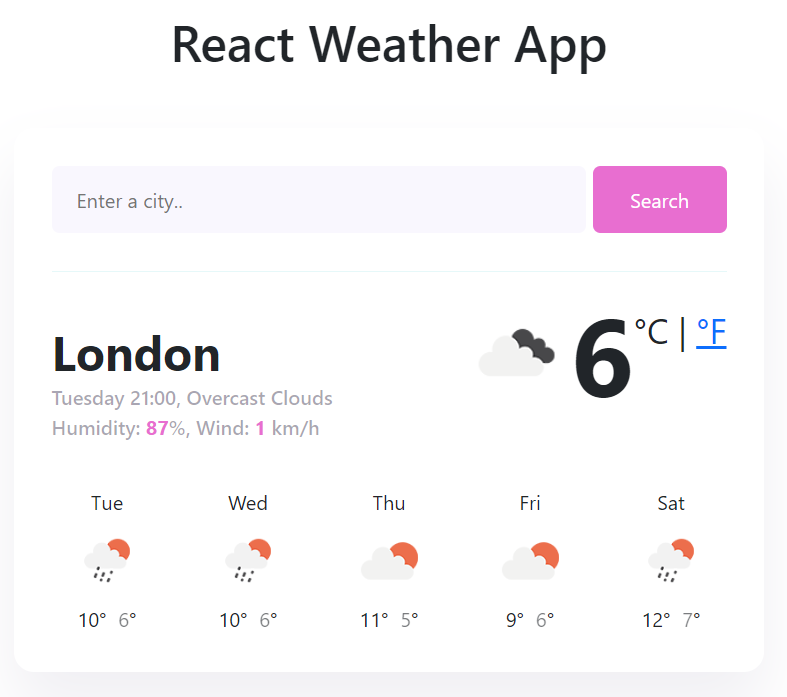 React Weather App
Enter a city..
Search
London
6 °C | °F
Tuesday 21:00, Overcast Clouds
Humidity: 87%, Wind: 1 km/h
Tue Wed Thu Fri Sat
10° 6° 10° 6° 11° 5° 9° 6° 12° 7°